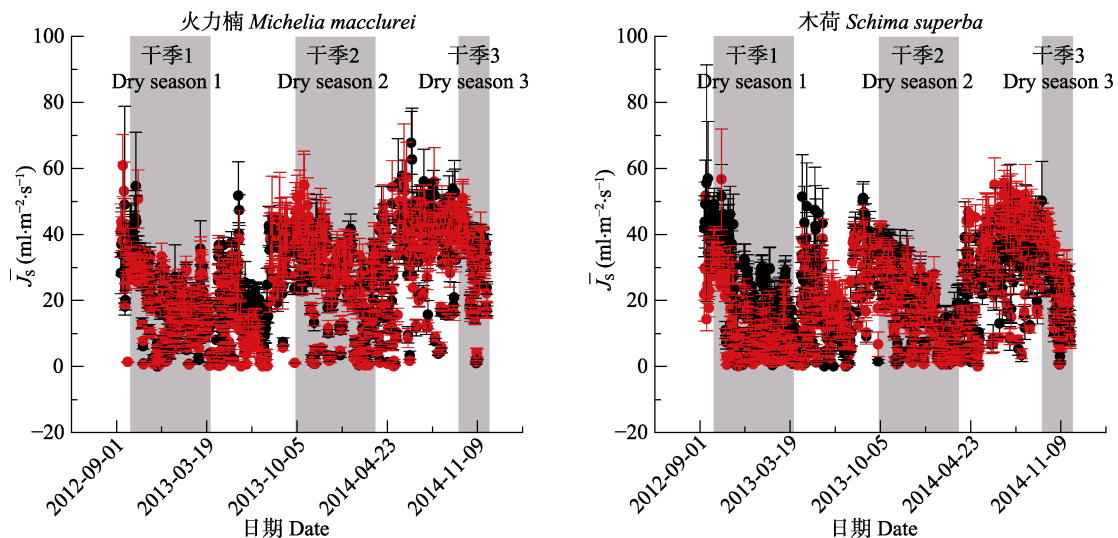 火力楠 Michelia macclurei
100
80
60
40
20
0
−20
J̅s (ml·m⁻²·s⁻¹)
干季1
Dry season 1
干季2
Dry season 2
干季3
Dry season 3
2012-09-01
2013-03-19
2013-10-05
2014-04-23
2014-11-09
日期 Date
木荷 Schima superba
100
80
60
40
20
0
−20
J̅s (ml·m⁻²·s⁻¹)
干季1
Dry season 1
干季2
Dry season 2
干季3
Dry season 3
2012-09-01
2013-03-19
2013-10-05
2014-04-23
2014-11-09
日期 Date